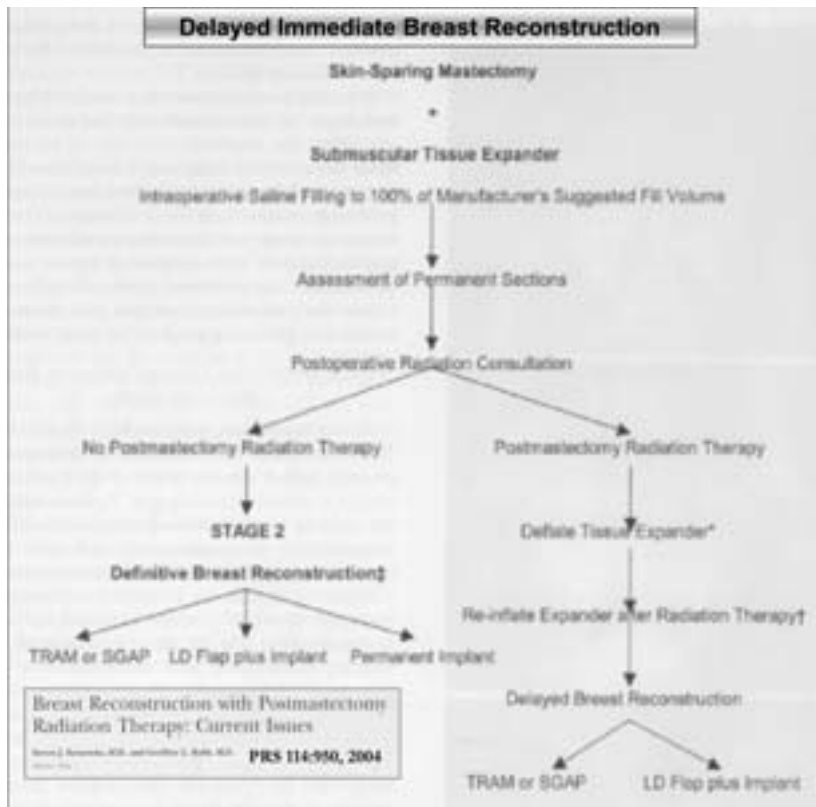 Delayed Immediate Breast Reconstruction
Skin-Sparing Mastectomy
+
Submuscular Tissue Expander
Intraoperative Saline Filling to 100% of Manufacturer's Suggested Fill Volume
Assessment of Permanent Sections
Postoperative Radiation Consultation
No Postmastectomy Radiation Therapy
STAGE 2
Definitive Breast Reconstruction‡
TRAM or SGAP LD Flap plus Implant Permanent Implant
Postmastectomy Radiation Therapy
Deflate Tissue Expander*
Re-inflate Expander after Radiation Therapy†
Delayed Breast Reconstruction
TRAM or SGAP LD Flap plus Implant
Breast Reconstruction with Postmastectomy
Radiation Therapy: Current Issues
M.D. and M.D.
PRS 114:950, 2004